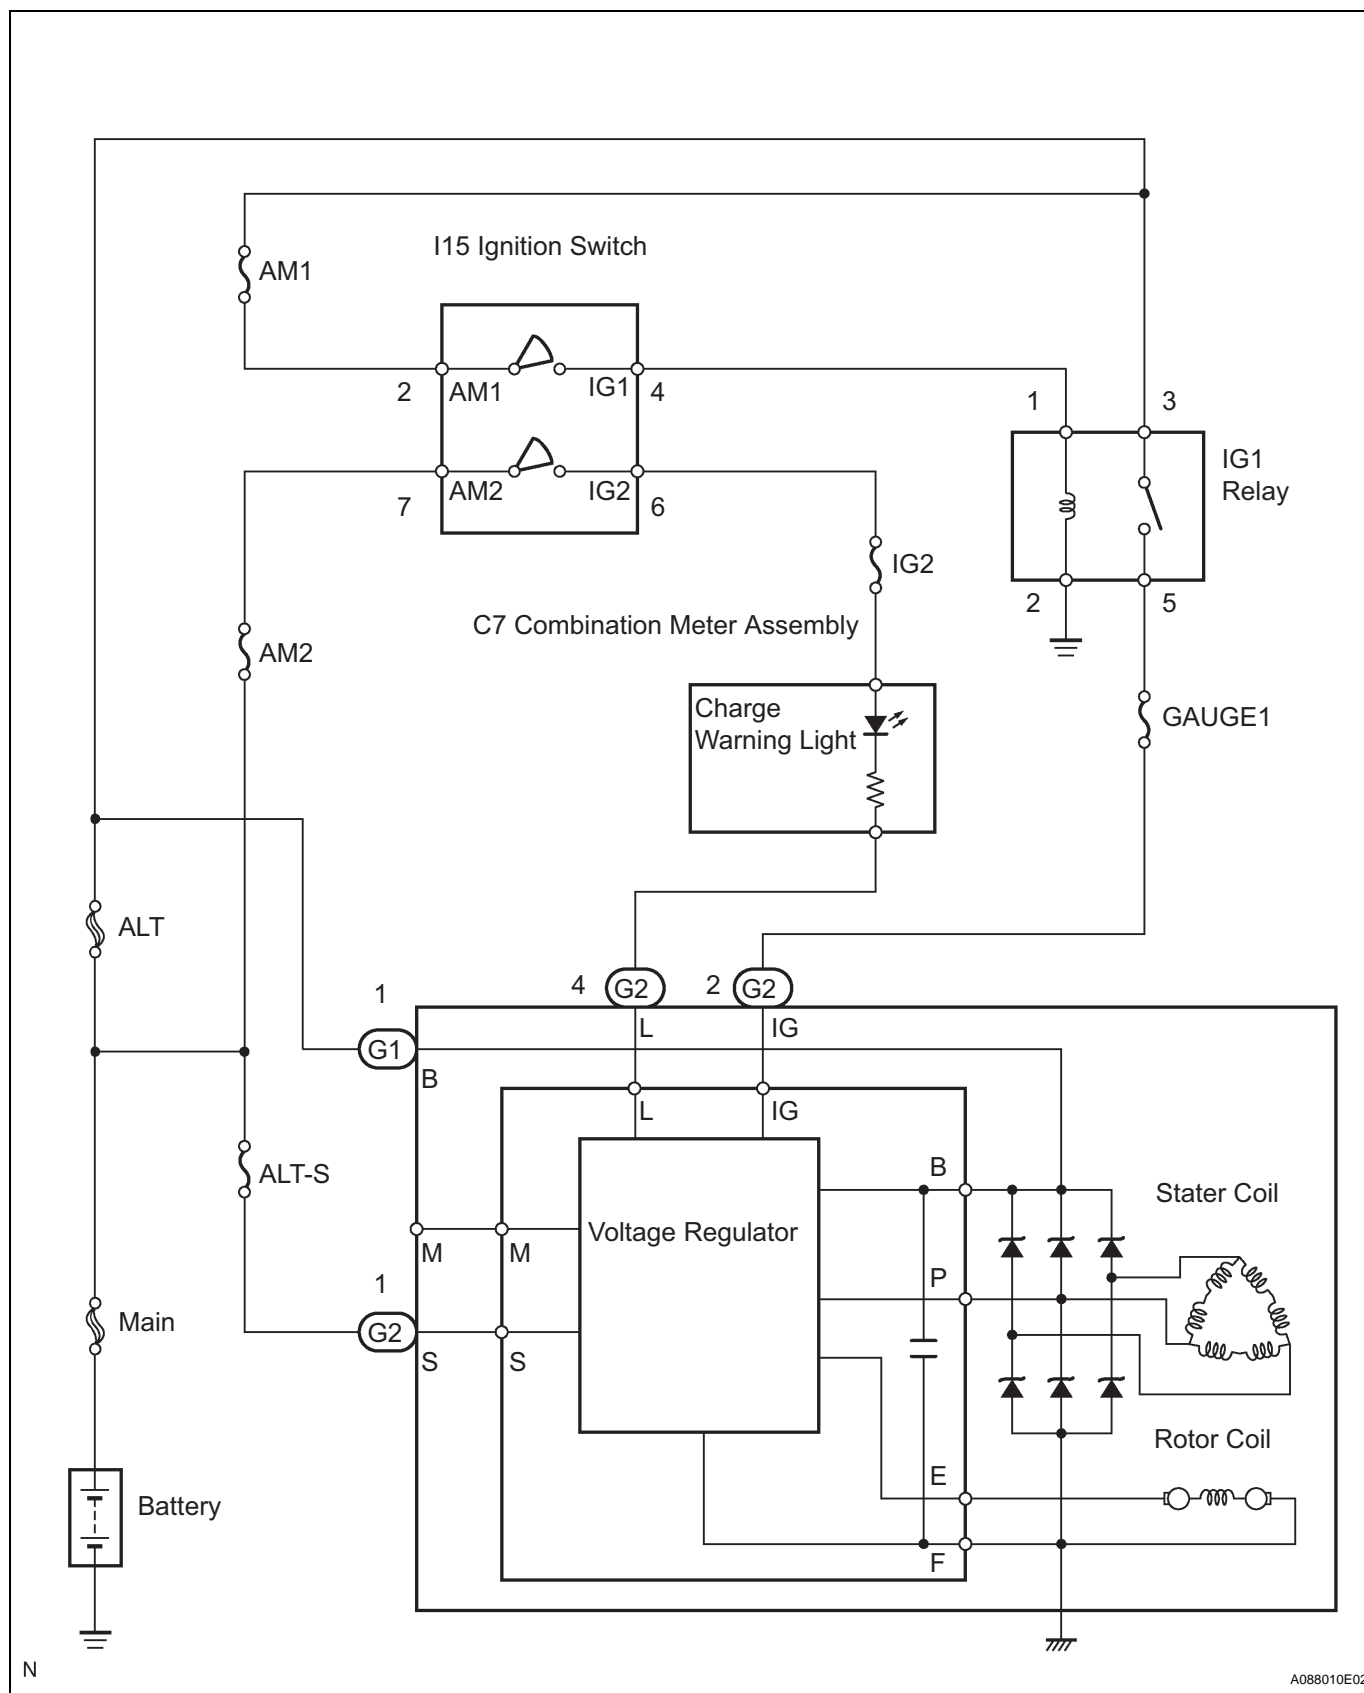 I15 Ignition Switch
AM1
2
AM1
IG1
4
1
3
7
AM2
IG2
6
IG1
Relay
IG2
2
5
C7 Combination Meter Assembly
AM2
Charge
Warning Light
GAUGE1
ALT
4
G2
2
G2
1
L
IG
G1
B
L
IG
ALT-S
B
Stater Coil
Voltage Regulator
M
M
1
P
Main
G2
S
S
Rotor Coil
E
Battery
F
N
A088010E02